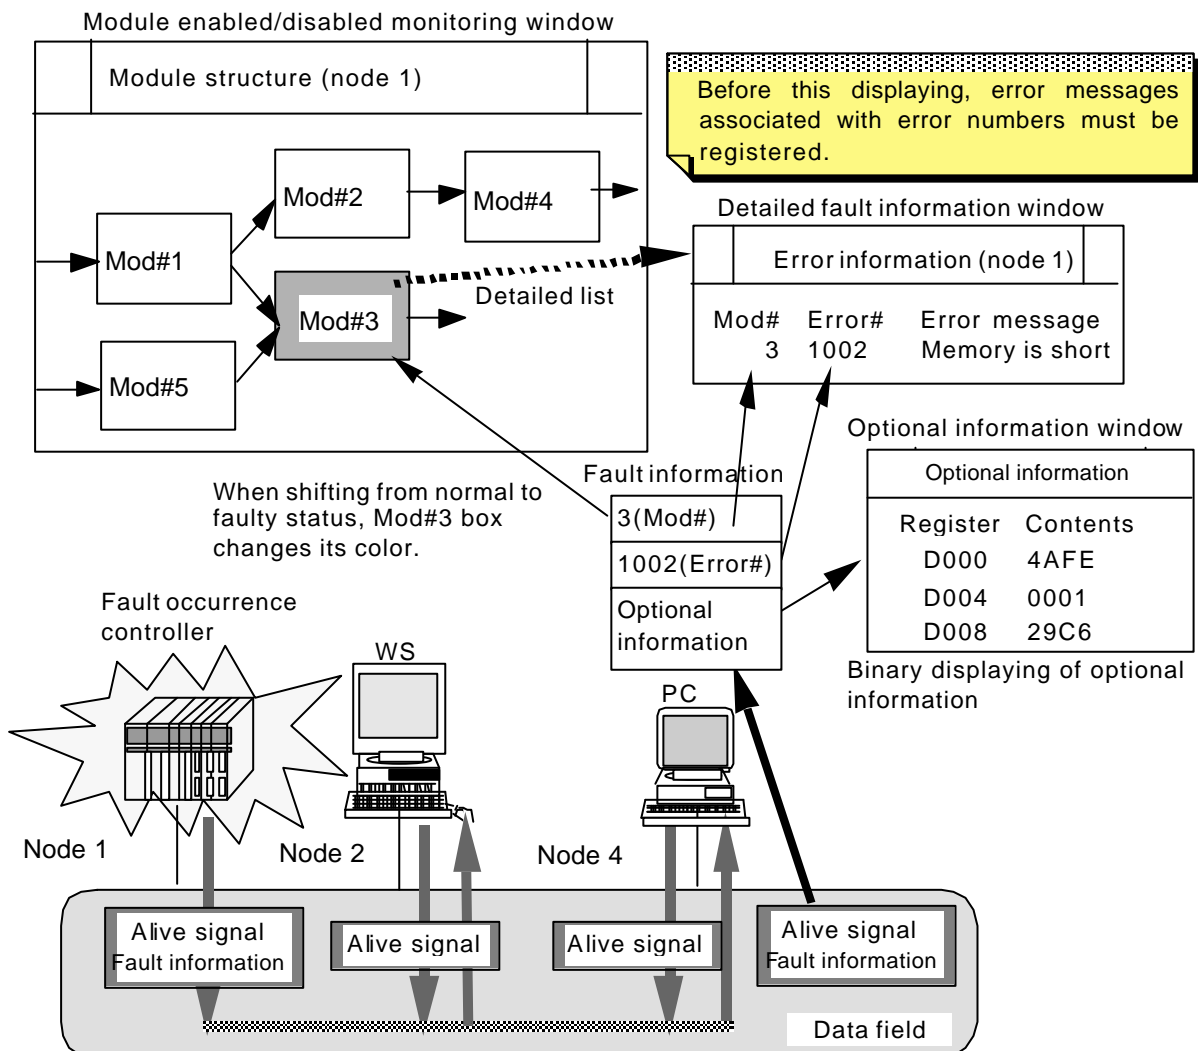 Module enabled/disabled monitoring window
Module structure (node 1)
Mod#1
Mod#2
Mod#4
Mod#3
Mod#5
Detailed list
Before this displaying, error messages
associated with error numbers must be
registered.
Detailed fault information window
Error information (node 1)
Mod# Error# Error message
3 1002 Memory is short
When shifting from normal to
faulty status, Mod#3 box
changes its color.
Fault information
3(Mod#)
1002(Error#)
Optional
information
Optional information window
Optional information
Register Contents
D000 4AFE
D004 0001
D008 29C6
Binary displaying of optional
information
Fault occurrence
controller
WS
PC
Node 1
Node 2
Node 4
Alive signal
Fault information
Alive signal
Alive signal
Alive signal
Fault information
Data field